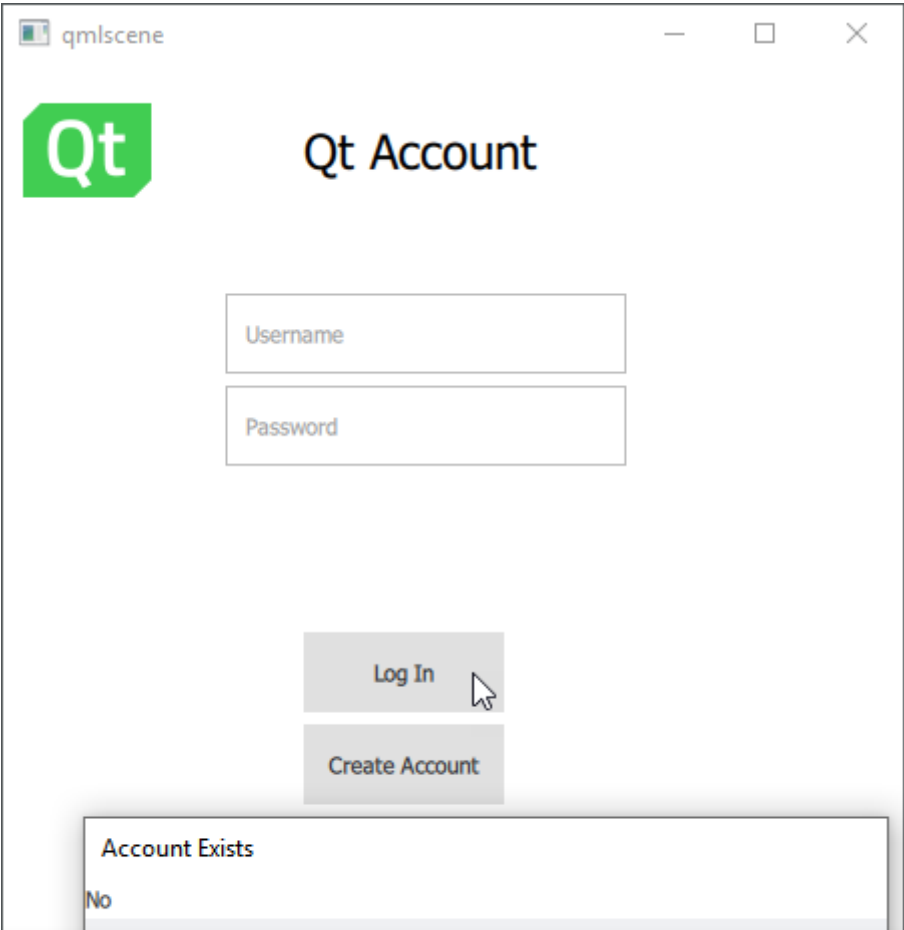 qmlscene
Qt
Qt Account
Username
Password
Log In
Create Account
Account Exists
No